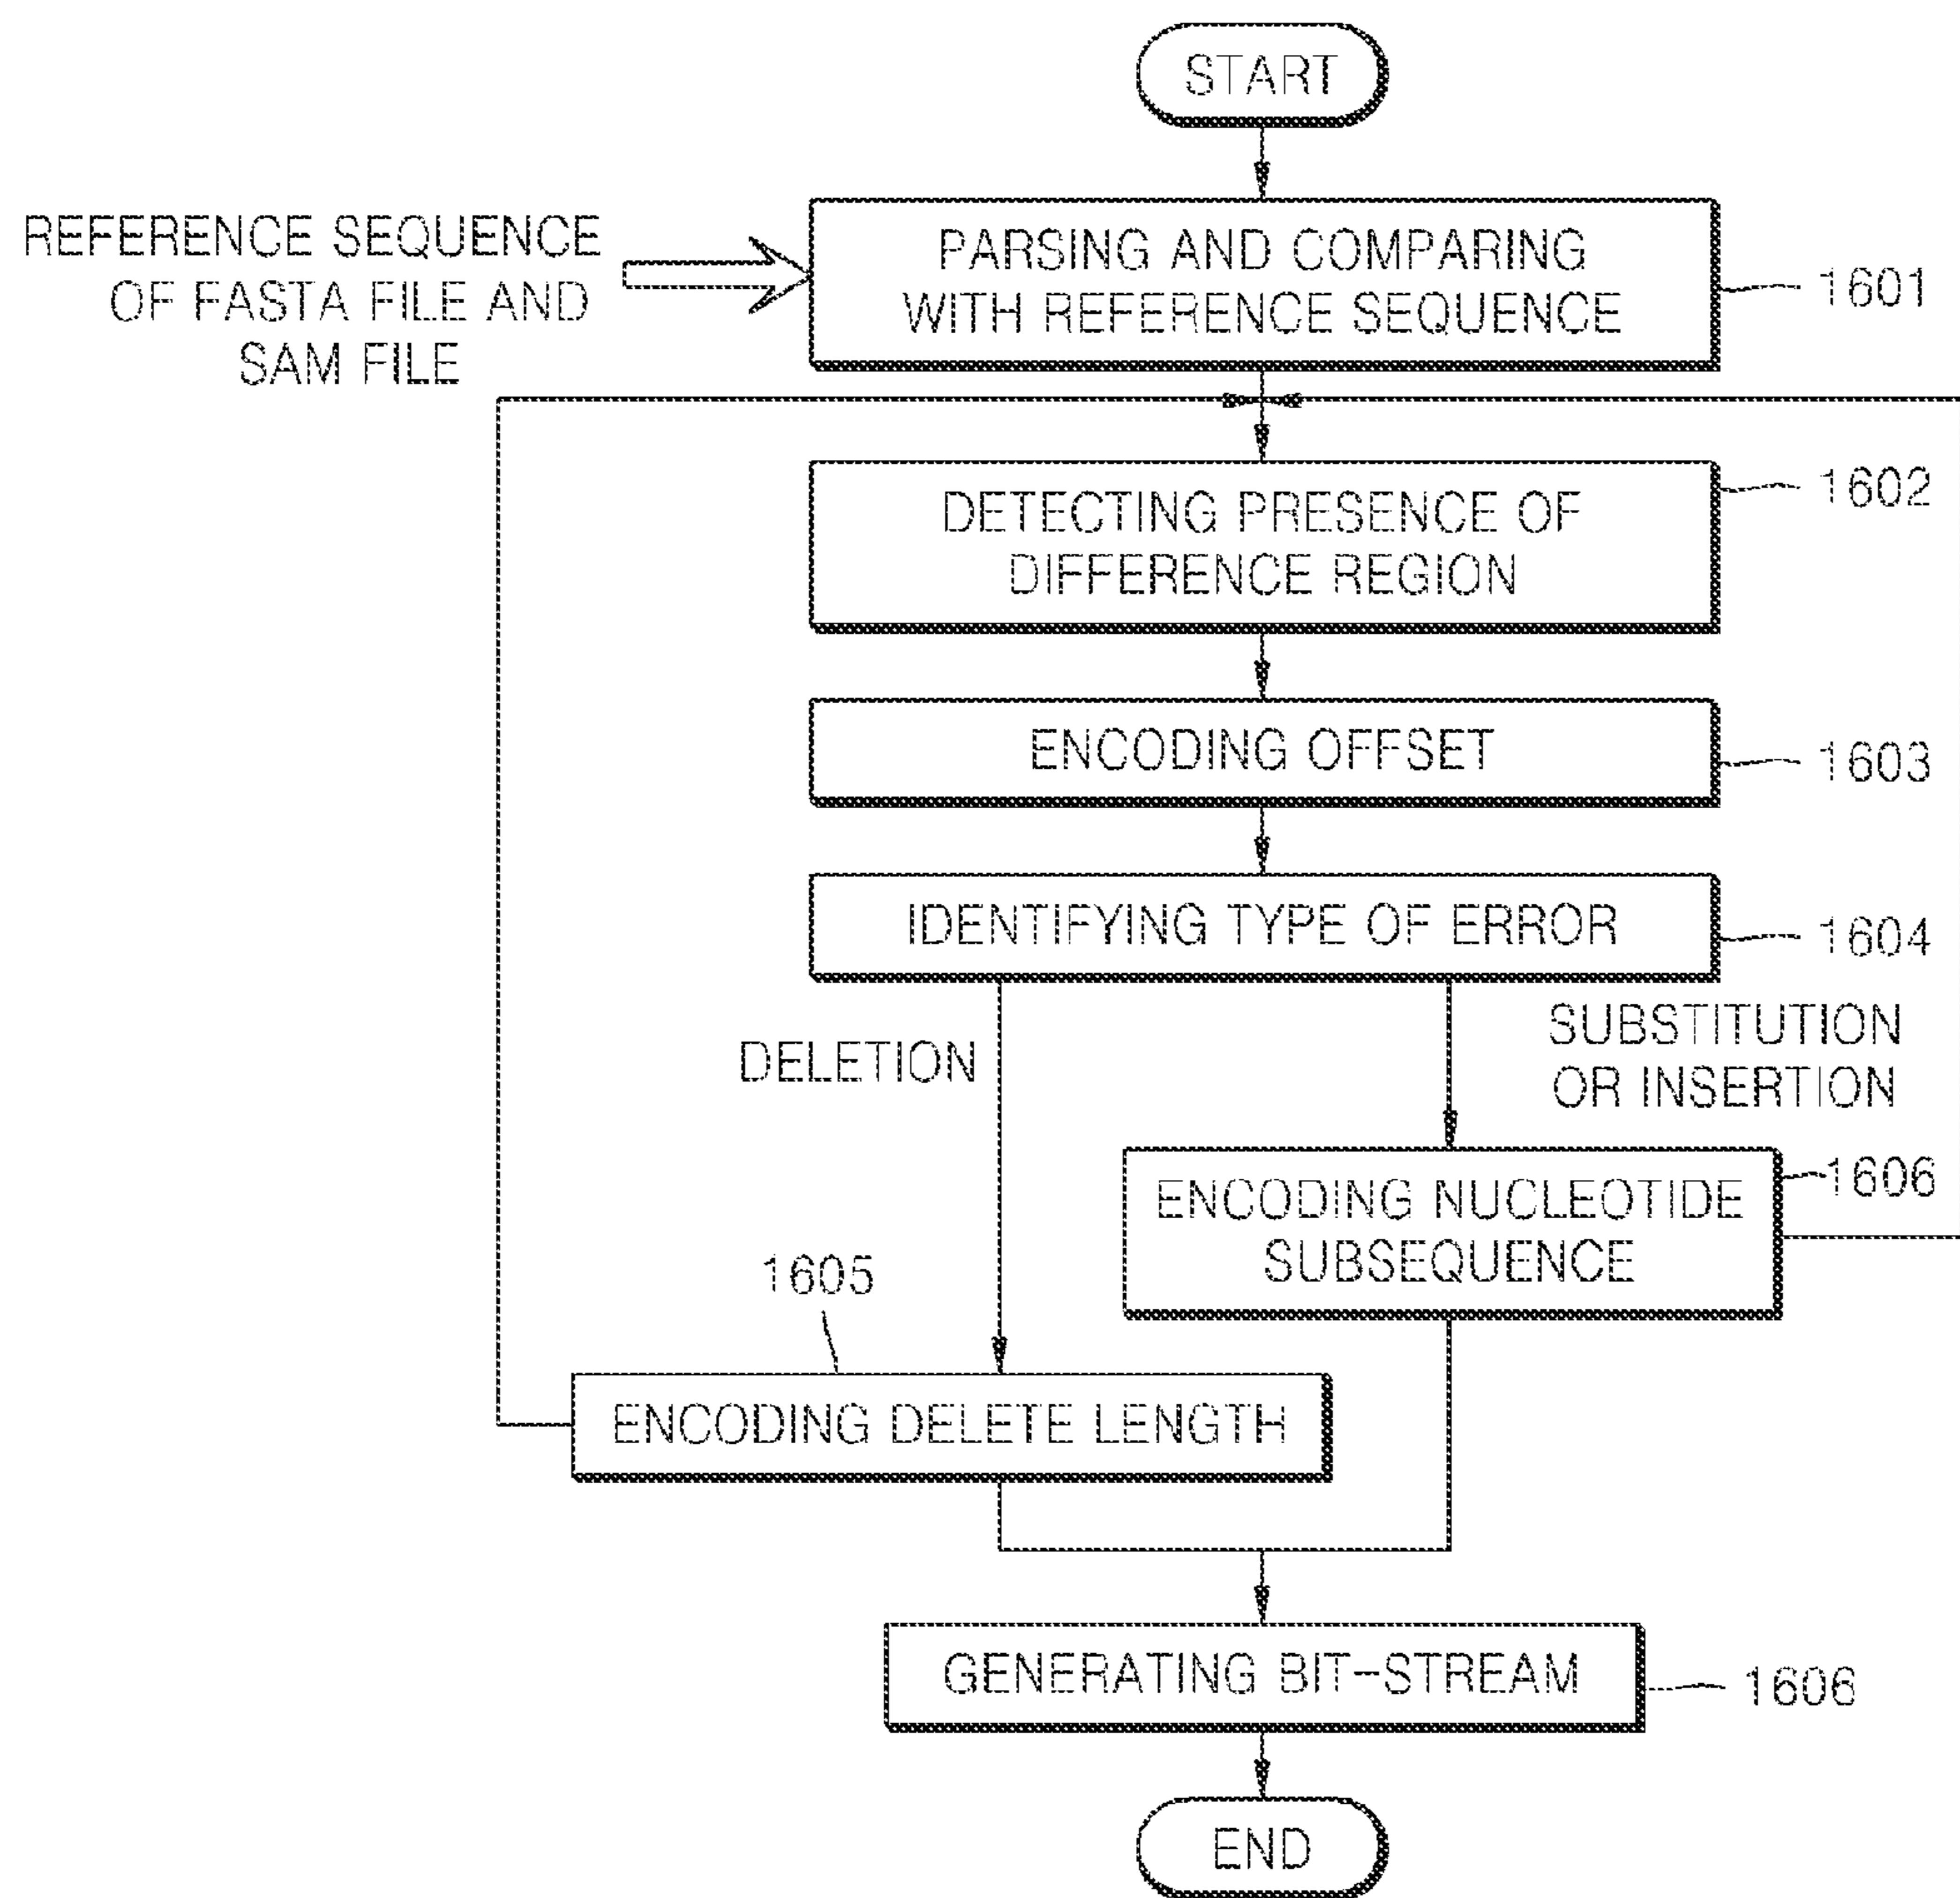 START
REFERENCE SEQUENCE
OF FASTA FILE AND
SAM FILE
PARSING AND COMPARING
WITH REFERENCE SEQUENCE
1601
DETECTING PRESENCE OF
DIFFERENCE REGION
1602
ENCODING OFFSET
1603
IDENTIFYING TYPE OF ERROR
1604
DELETION
SUBSTITUTION
OR INSERTION
ENCODING NUCLEOTIDE
SUBSEQUENCE
1606
1605
ENCODING DELETE LENGTH
GENERATING BIT-STREAM
1606
END